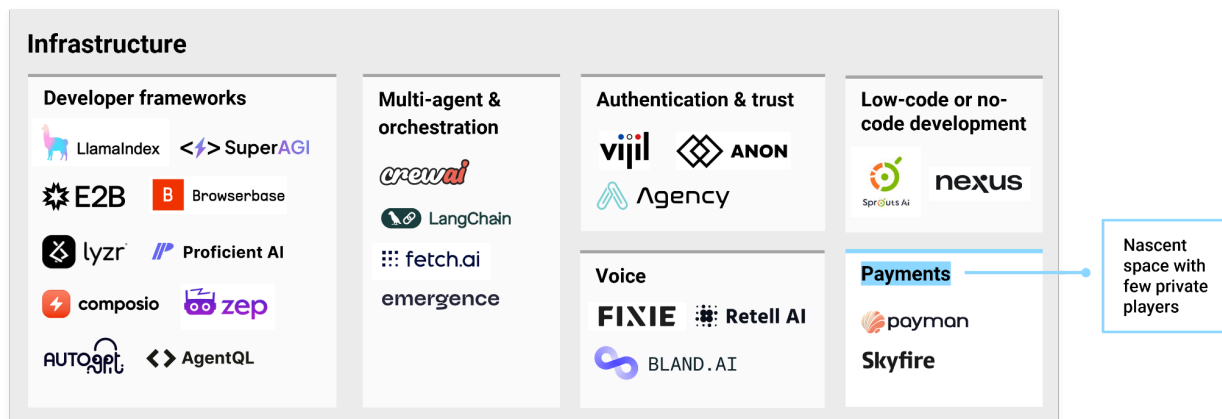 Infrastructure
Developer frameworks
LlamaIndex
<⚡> SuperAGI
E2B
B Browserbase
lyzr
Proficient AI
composio
zep
AUTOgpt
<> AgentQL
Multi-agent &
orchestration
crewai
LangChain
fetch.ai
emergence
Authentication & trust
vijil
ANON
Agency
Voice
FIXIE
Retell AI
BLAND.AI
Low-code or no-
code development
Sprouts Ai
nexus
Payments
payman
Skyfire
Nascent
space with
few private
players